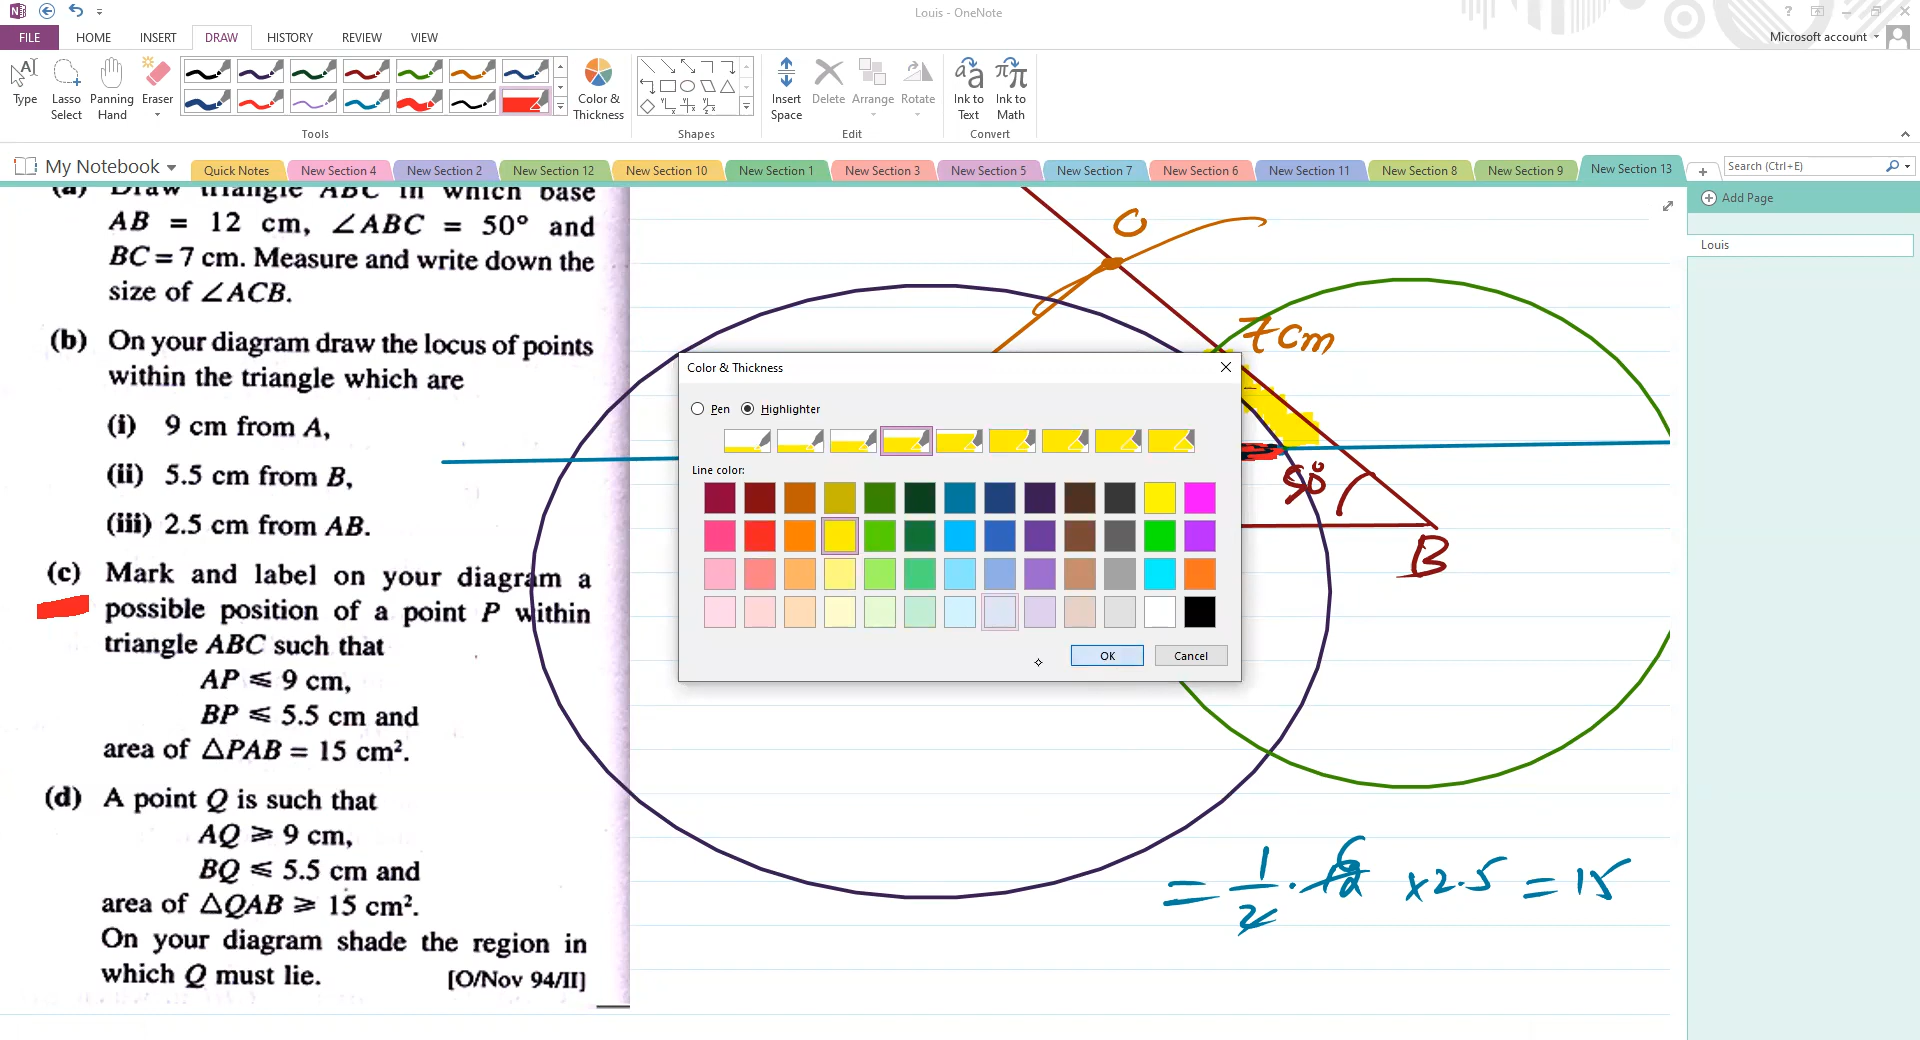 Louis - OneNote
FILE HOME INSERT DRAW HISTORY REVIEW VIEW
Microsoft account
Type
Lasso Select
Panning Hand
Eraser
Color & Thickness
Insert Space
Delete
Arrange
Rotate
Ink to Text
Ink to Math
Tools
Shapes
Edit
Convert
My Notebook
Quick Notes New Section 4 New Section 2 New Section 12 New Section 10 New Section 1 New Section 3 New Section 5 New Section 7 New Section 6 New Section 11 New Section 8 New Section 9 New Section 13
Search (Ctrl+E)
Add Page
Louis
(a) Draw triangle ABC in which base
AB = 12 cm, ∠ABC = 50° and
BC = 7 cm. Measure and write down the
size of ∠ACB.
(b) On your diagram draw the locus of points
within the triangle which are
(i) 9 cm from A,
(ii) 5.5 cm from B,
(iii) 2.5 cm from AB.
(c) Mark and label on your diagram a
possible position of a point P within
triangle ABC such that
AP ⩽ 9 cm,
BP ⩽ 5.5 cm and
area of △PAB = 15 cm².
(d) A point Q is such that
AQ ⩾ 9 cm,
BQ ⩽ 5.5 cm and
area of △QAB ⩾ 15 cm².
On your diagram shade the region in
which Q must lie. [O/Nov 94/II]
C
7cm
50°
B
Color & Thickness
Pen
Highlighter
Line color:
OK
Cancel
= 1/2 · 12 6 × 2.5 = 15